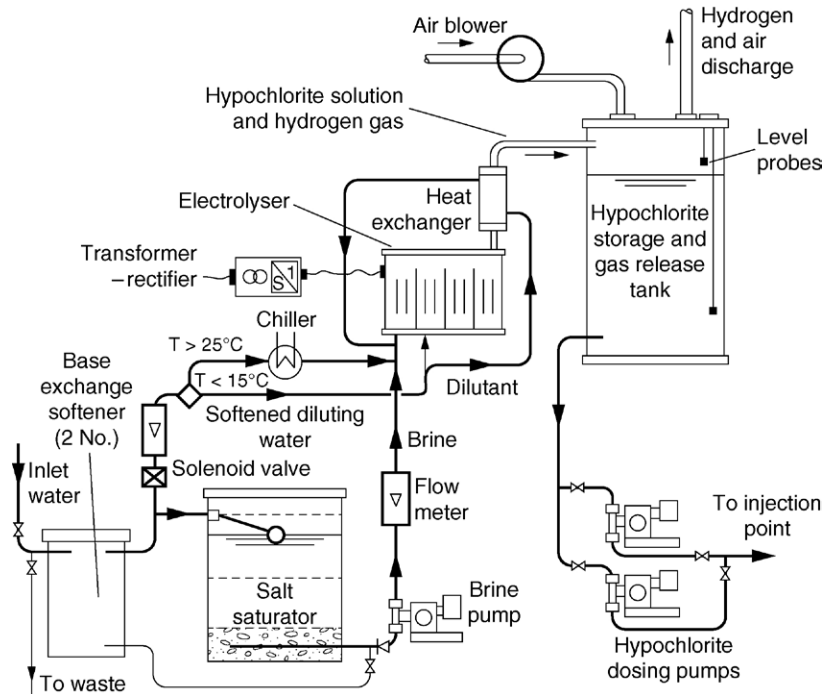 Air blower
Hydrogen
and air
discharge
Hypochlorite solution
and hydrogen gas
Level
probes
Electrolyser
Heat
exchanger
Hypochlorite
storage and
gas release
tank
Transformer
–rectifier
1
S
Chiller
T > 25°C
Base
exchange
softener
(2 No.)
T < 15°C
Dilutant
Softened diluting
water
Brine
Inlet
water
Solenoid valve
Flow
meter
To injection
point
Salt
saturator
Brine
pump
Hypochlorite
dosing pumps
To waste